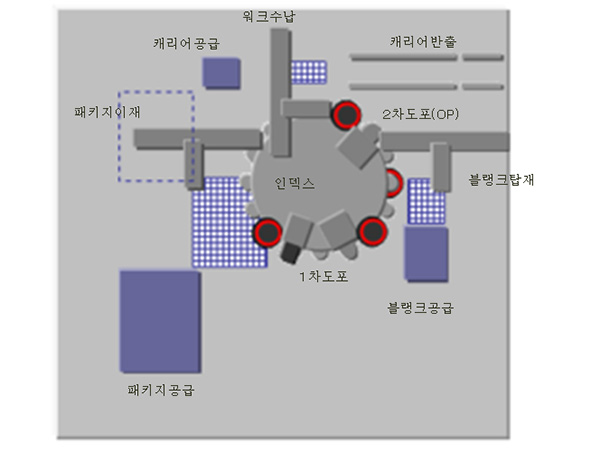 워크수납
캐리어공급
캐리어반출
패키지이재
2차도포(OP)
인덱스
블랭크탑재
1차도포
블랭크공급
패키지공급